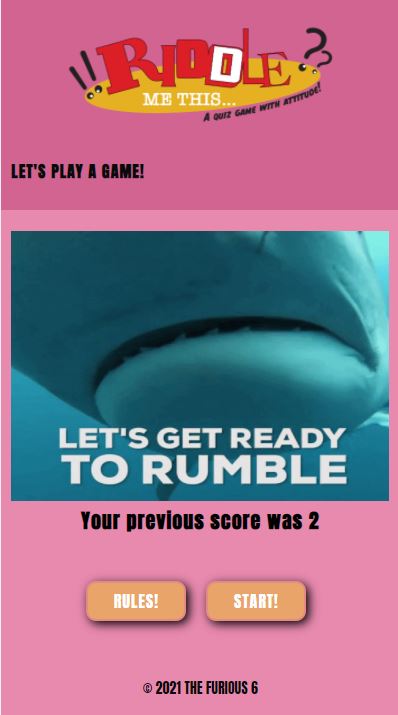 RIDDLE
ME THIS...
A QUIZ GAME WITH ATTITUDE!
LET'S PLAY A GAME!
LET'S GET READY
TO RUMBLE
Your previous score was 2
RULES! START!
© 2021 THE FURIOUS 6